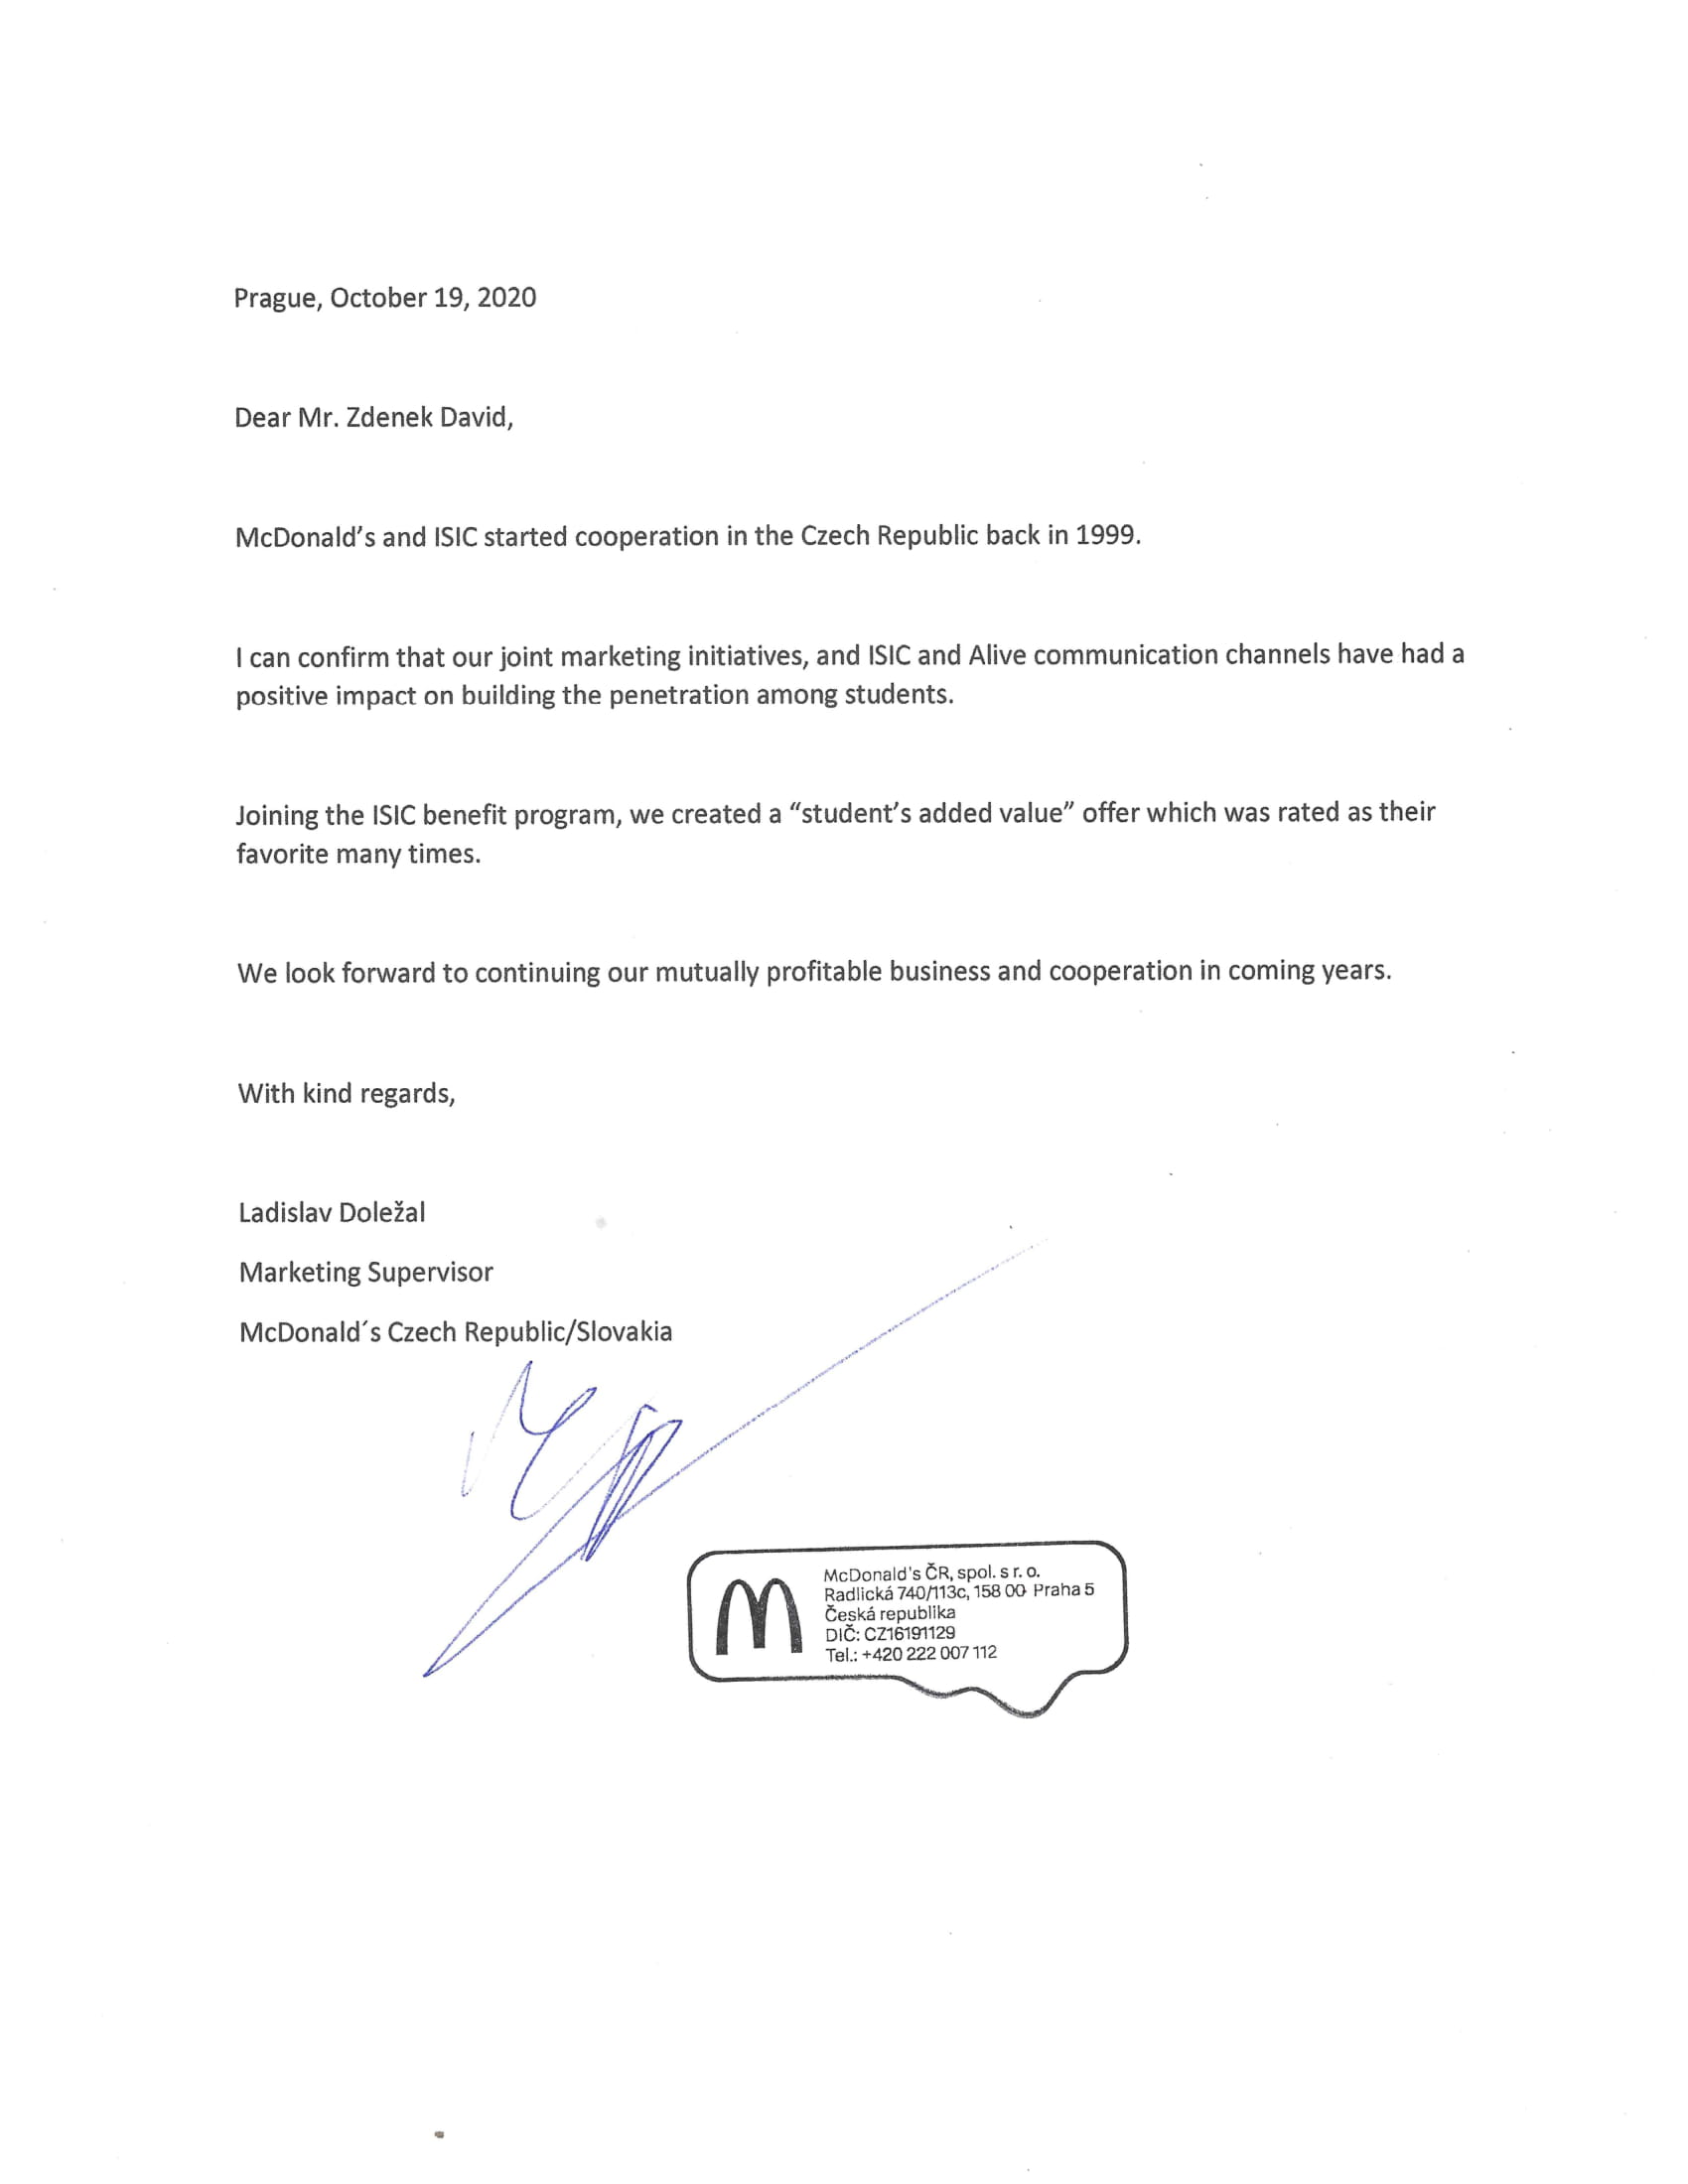 Prague, October 19, 2020
Dear Mr. Zdenek David,
McDonald’s and ISIC started cooperation in the Czech Republic back in 1999.
I can confirm that our joint marketing initiatives, and ISIC and Alive communication channels have had a
positive impact on building the penetration among students.
Joining the ISIC benefit program, we created a “student’s added value” offer which was rated as their
favorite many times.
We look forward to continuing our mutually profitable business and cooperation in coming years.
With kind regards,
Ladislav Doležal
Marketing Supervisor
McDonald´s Czech Republic/Slovakia
McDonald's ČR, spol. s r. o.
Radlická 740/113c, 158 00 Praha 5
Česká republika
DIČ: CZ16191129
Tel.: +420 222 007 112